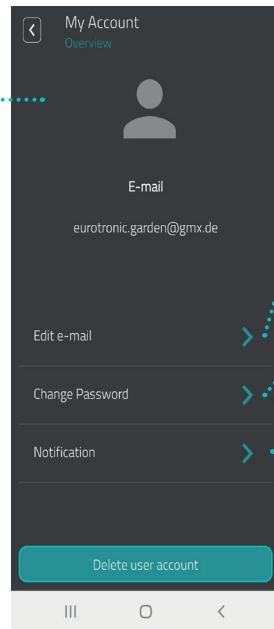 My Account
Overview
E-mail
eurotronic.garden@gmx.de
Edit e-mail
Change Password
Notification
Delete user account